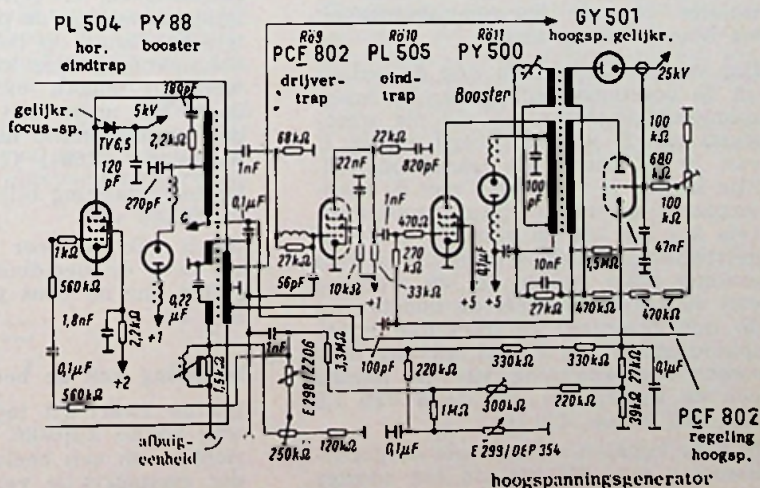 PL 504
hor.
eindtrap
PY 88
booster
Rö9
PCF 802
drijver-
trap
Rö10
PL 505
eind-
trap
Rö11
PY 500
Booster
GY 501
hoogsp. gelijkr.
25kV
gelijkr.
focus-sp.
180pF
5kV
TV6,5
2,2kΩ
120
pF
270pF
1kΩ
560kΩ
1,8nF
2,2kΩ
0,1µF
560kΩ
+2
+1
0,22
µF
1,5kΩ
afbuig-
eenheid
68kΩ
1nF
0,1µF
27kΩ
56pF
22nF
10kΩ
+1
33kΩ
22kΩ
820pF
1nF
470Ω
270
kΩ
100pF
0,1µF
+5
+5
100
pF
10nF
27kΩ
1,5MΩ
470kΩ
470kΩ
100
kΩ
680
kΩ
100
kΩ
47nF
1nF
E298/2206
3,3MΩ
250kΩ
120kΩ
220kΩ
1MΩ
0,1µF
330kΩ
330kΩ
300kΩ
220kΩ
E 299/DEP 354
27kΩ
39kΩ
0,1µF
PCF 802
regeling
hoogsp.
hoogspanningsgenerator